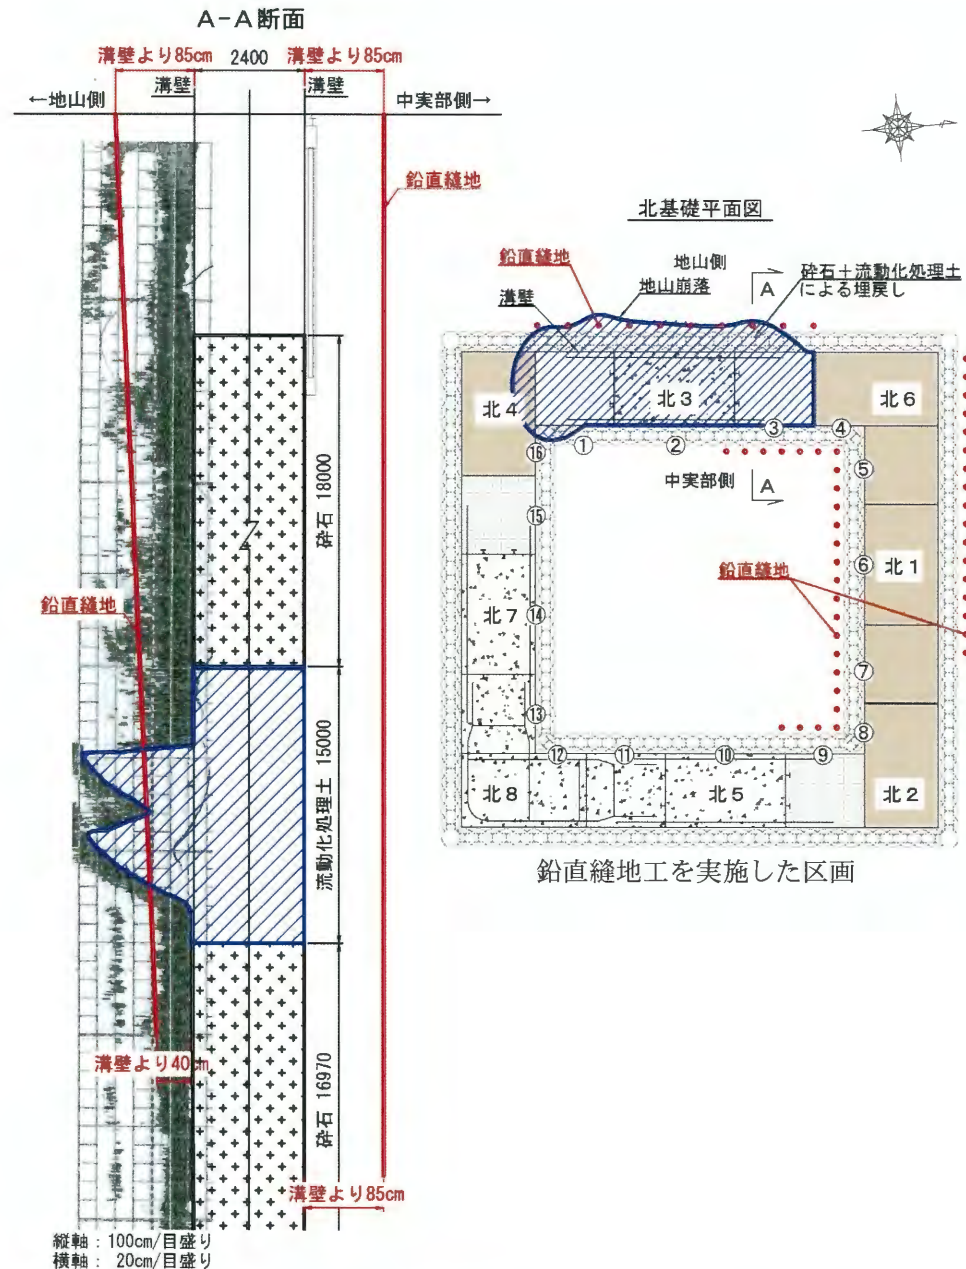 A-A断面
溝壁より85cm
2400
溝壁より85cm
溝壁
溝壁
←地山側
中実部側→
鉛直縫地
砕石 18000
鉛直縫地
流動化処理土 15000
溝壁より40cm
砕石 16970
溝壁より85cm
縦軸：100cm/目盛り
横軸： 20cm/目盛り
北基礎平面図
鉛直縫地
地山側
溝壁
地山崩落
A
砕石＋流動化処理土
による埋戻し
北4
北3
北6
①
②
③
④
⑯
⑤
中実部側
A
⑮
鉛直縫地
⑥
北1
北7
⑭
⑦
⑬
⑧
⑫
⑪
⑩
⑨
北8
北5
北2
鉛直縫地工を実施した区画